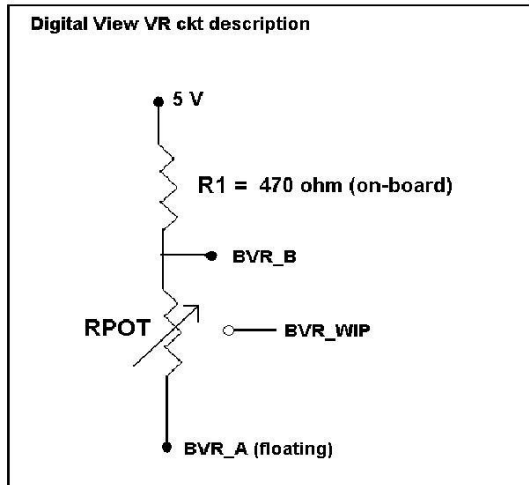 Digital View VR ckt description
5 V
R1 = 470 ohm (on-board)
BVR_B
RPOT
BVR_WIP
BVR_A (floating)